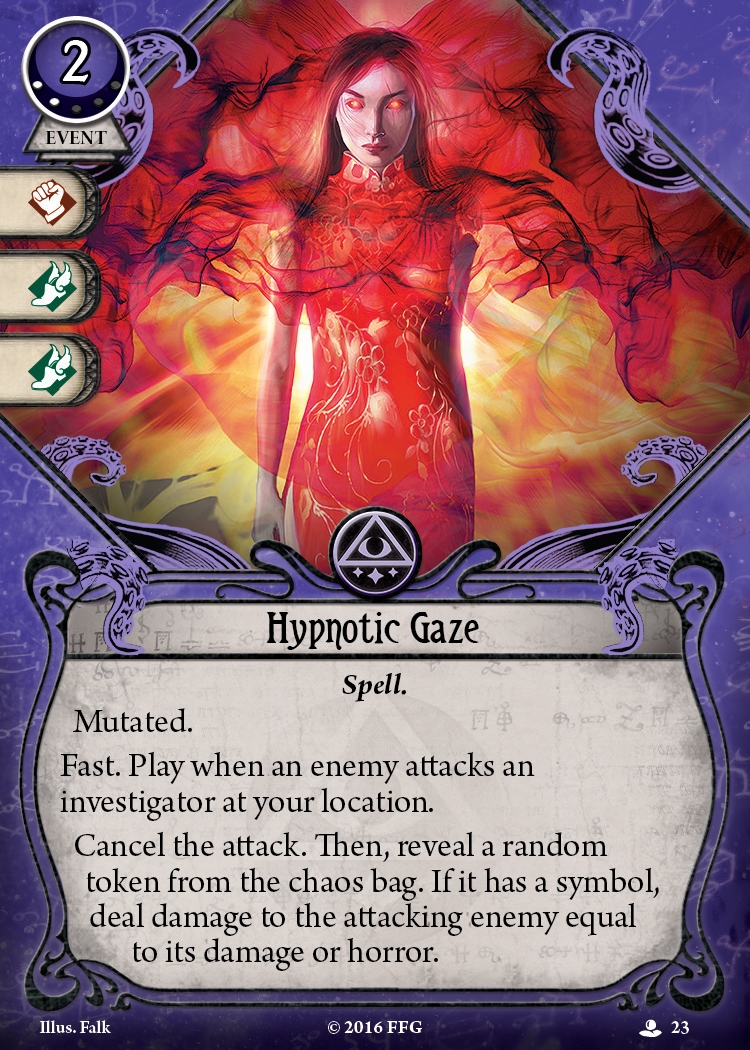 2
EVENT
Hypnotic Gaze
Spell.
Mutated.
Fast. Play when an enemy attacks an
investigator at your location.
Cancel the attack. Then, reveal a random
token from the chaos bag. If it has a symbol,
deal damage to the attacking enemy equal
to its damage or horror.
Illus. Falk
© 2016 FFG
23